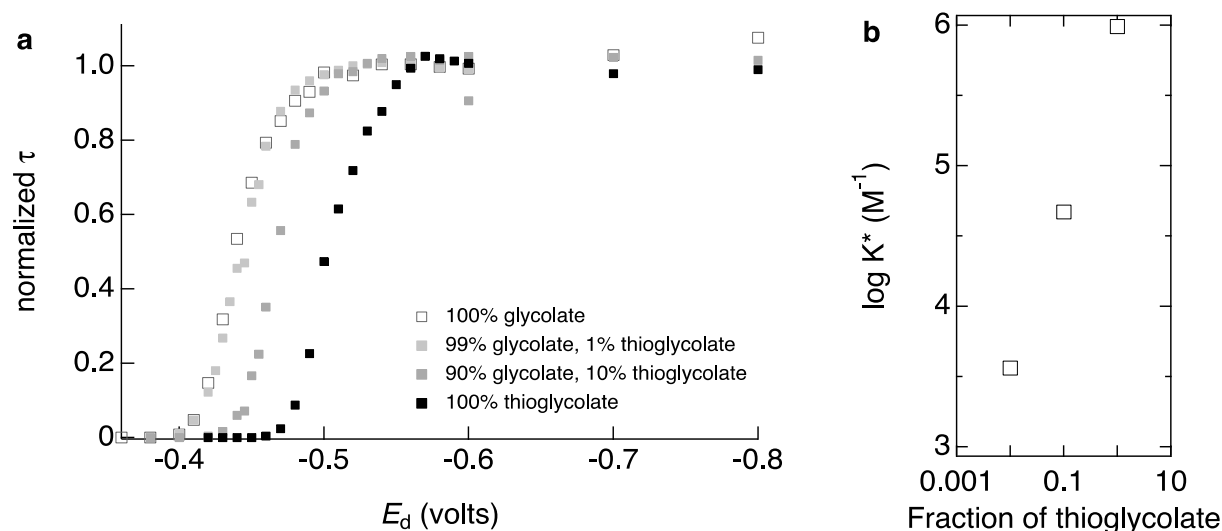 a
normalized τ
1.0
0.8
0.6
0.4
0.2
0
-0.4
-0.5
-0.6
-0.7
-0.8
E_d (volts)
100% glycolate
99% glycolate, 1% thioglycolate
90% glycolate, 10% thioglycolate
100% thioglycolate
b
log K* (M⁻¹)
6
5
4
3
0.001
0.1
10
Fraction of thioglycolate